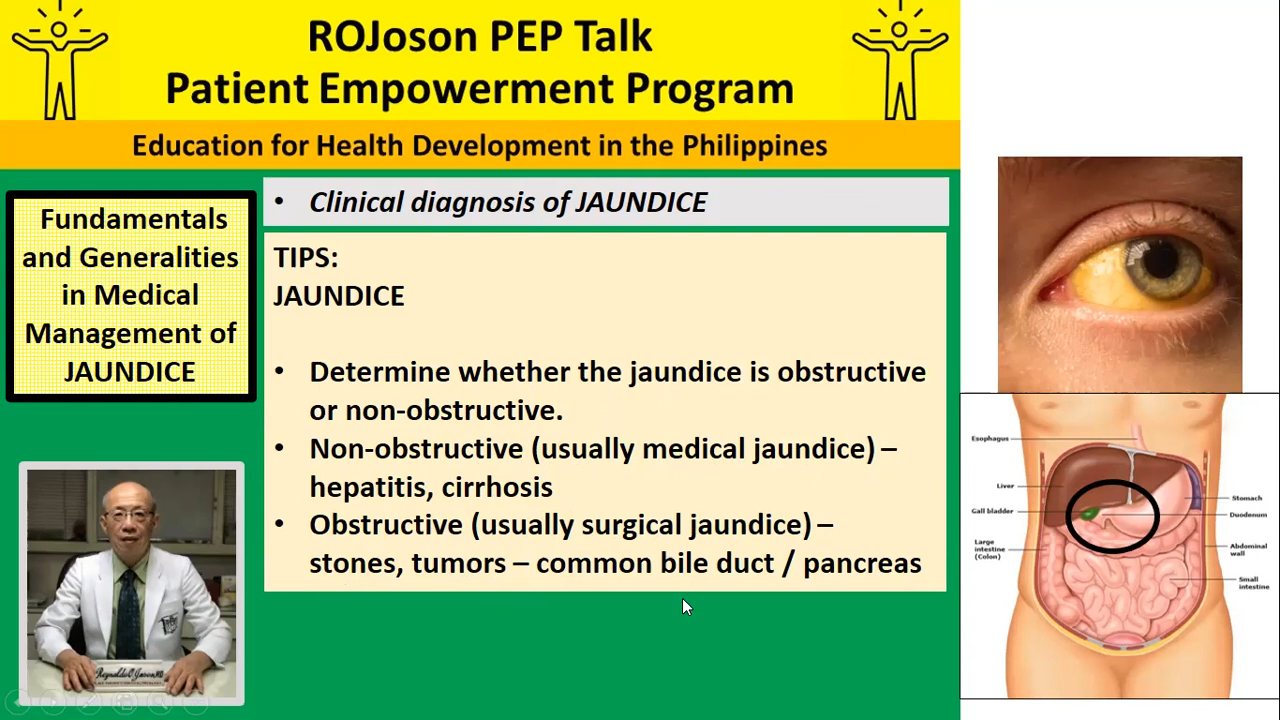 ROJoson PEP Talk
Patient Empowerment Program
Education for Health Development in the Philippines
Fundamentals
and Generalities
in Medical
Management of
JAUNDICE
• Clinical diagnosis of JAUNDICE
TIPS:
JAUNDICE
• Determine whether the jaundice is obstructive
or non-obstructive.
• Non-obstructive (usually medical jaundice) –
hepatitis, cirrhosis
• Obstructive (usually surgical jaundice) –
stones, tumors – common bile duct / pancreas
Esophagus
Liver
Gall bladder
Large
intestine
(Colon)
Stomach
Duodenum
Abdominal
wall
Small
intestine